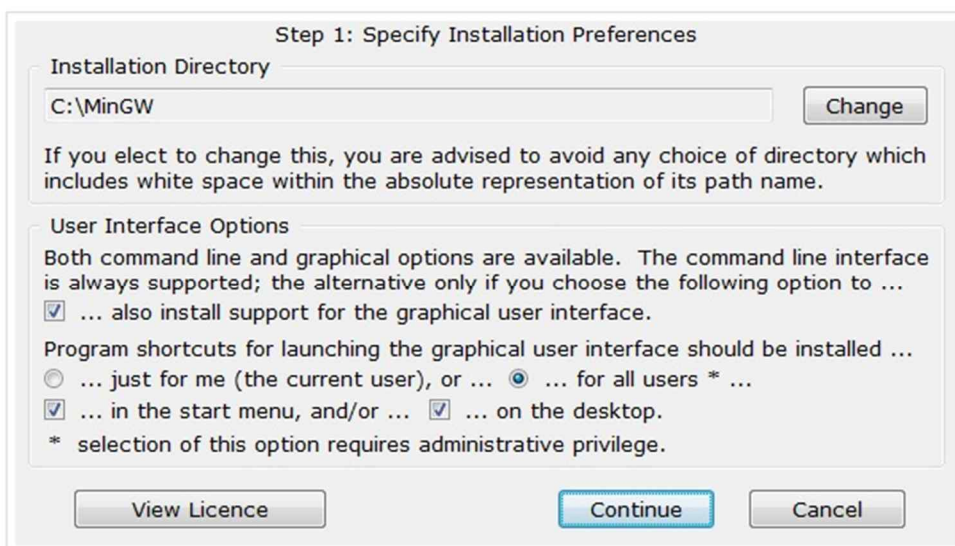 Step 1: Specify Installation Preferences
Installation Directory
C:\MinGW
Change
If you elect to change this, you are advised to avoid any choice of directory which
includes white space within the absolute representation of its path name.
User Interface Options
Both command line and graphical options are available. The command line interface
is always supported; the alternative only if you choose the following option to ...
... also install support for the graphical user interface.
Program shortcuts for launching the graphical user interface should be installed ...
... just for me (the current user), or ... ... for all users * ...
... in the start menu, and/or ... ... on the desktop.
* selection of this option requires administrative privilege.
View Licence Continue Cancel